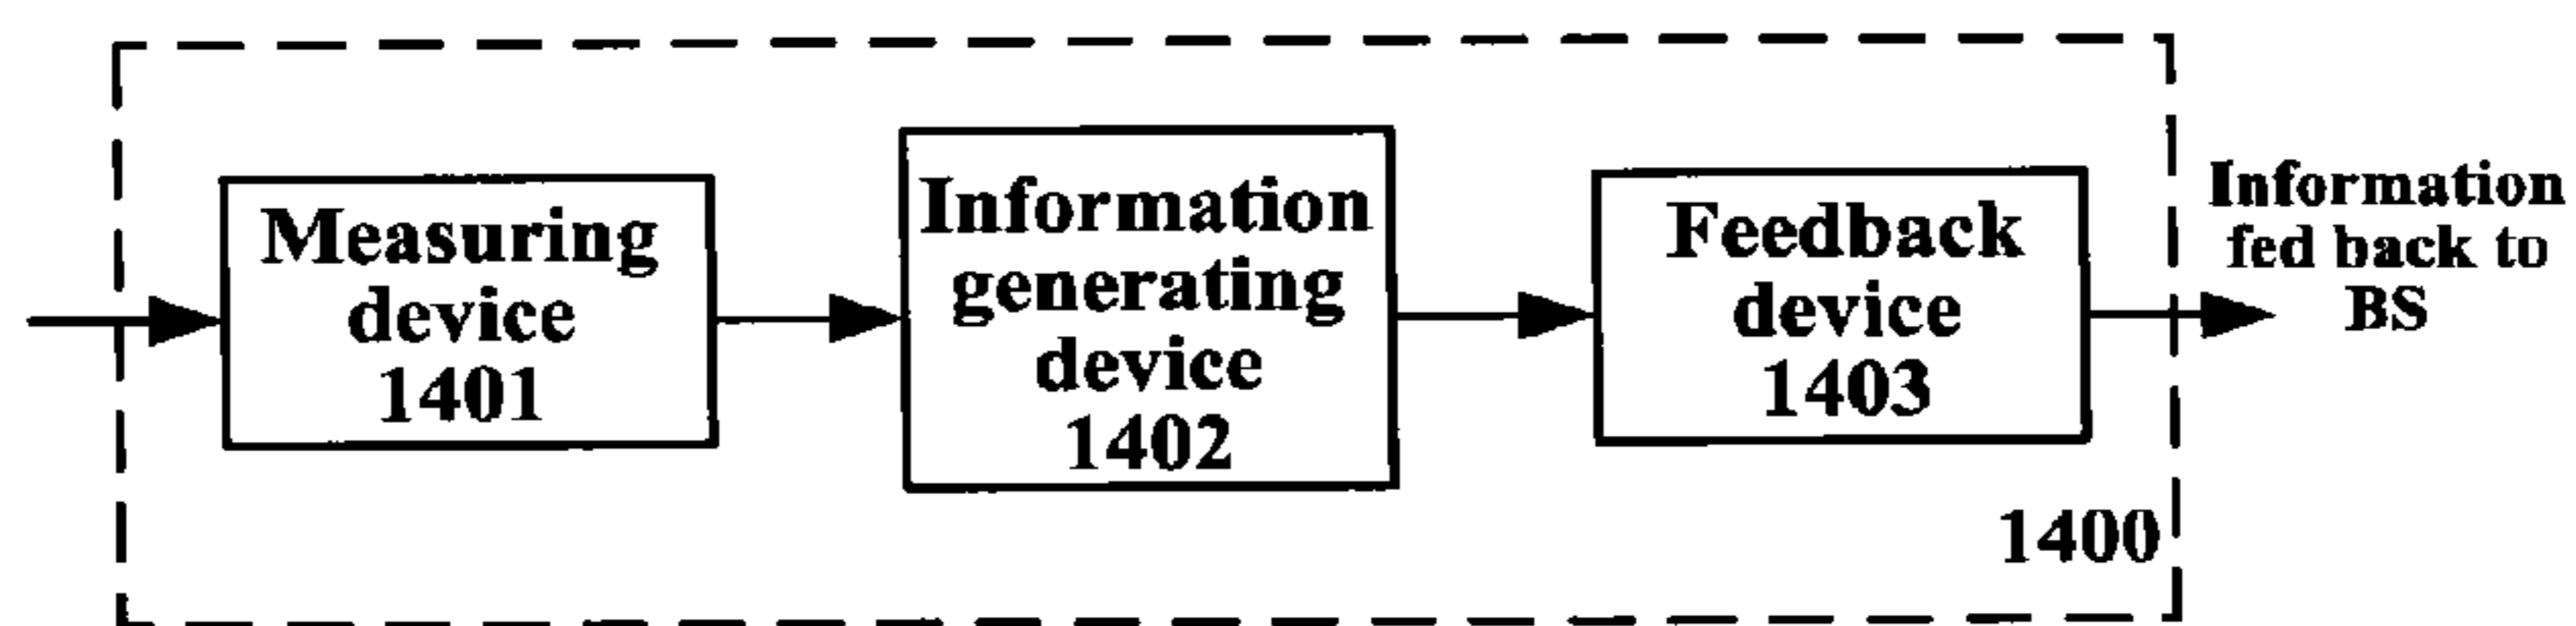 Measuring
device
1401
Information
generating
device
1402
Feedback
device
1403
Information
fed back to
BS
1400